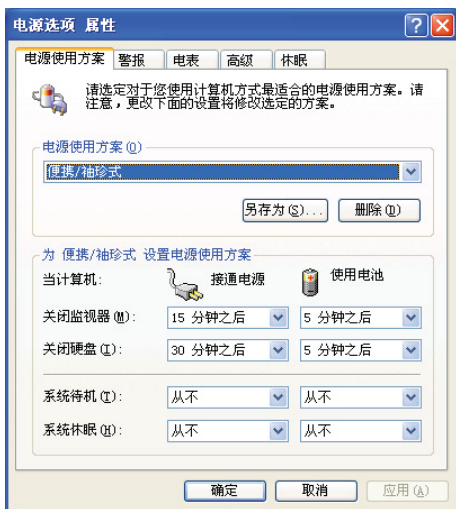 电源选项 属性
电源使用方案 警报 电表 高级 休眠
请选定对于您使用计算机方式最适合的电源使用方案。请
注意，更改下面的设置将修改选定的方案。
电源使用方案(O)
便携/袖珍式
另存为(S)... 删除(D)
为 便携/袖珍式 设置电源使用方案
当计算机: 接通电源 使用电池
关闭监视器(M): 15 分钟之后 5 分钟之后
关闭硬盘(I): 30 分钟之后 5 分钟之后
系统待机(T): 从不 从不
系统休眠(H): 从不 从不
确定 取消 应用(A)